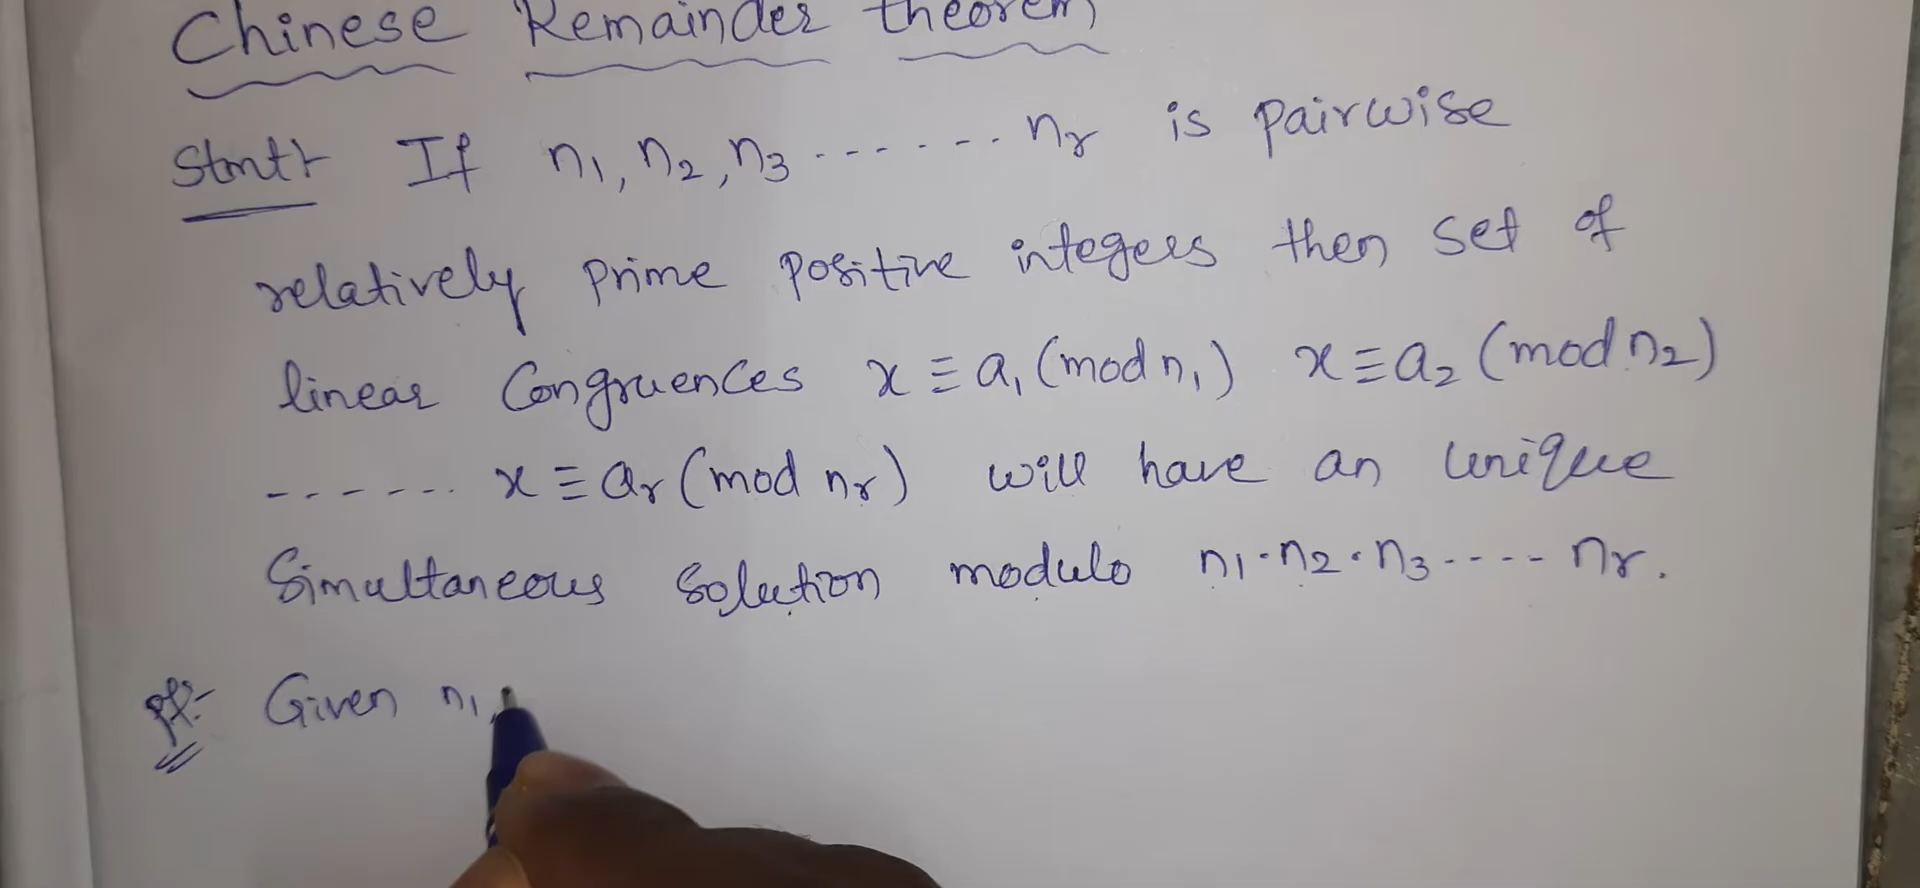 Chinese Remainder theorem
Stmt:- If n₁, n₂, n₃ ------- nᵣ is pairwise
relatively prime positive integers then set of
linear Congruences x ≡ a₁ (mod n₁) x ≡ a₂ (mod n₂)
------- x ≡ aᵣ (mod nᵣ) will have an unique
Simultaneous Solution modulo n₁·n₂·n₃---- nᵣ.
Pf:- Given n₁,